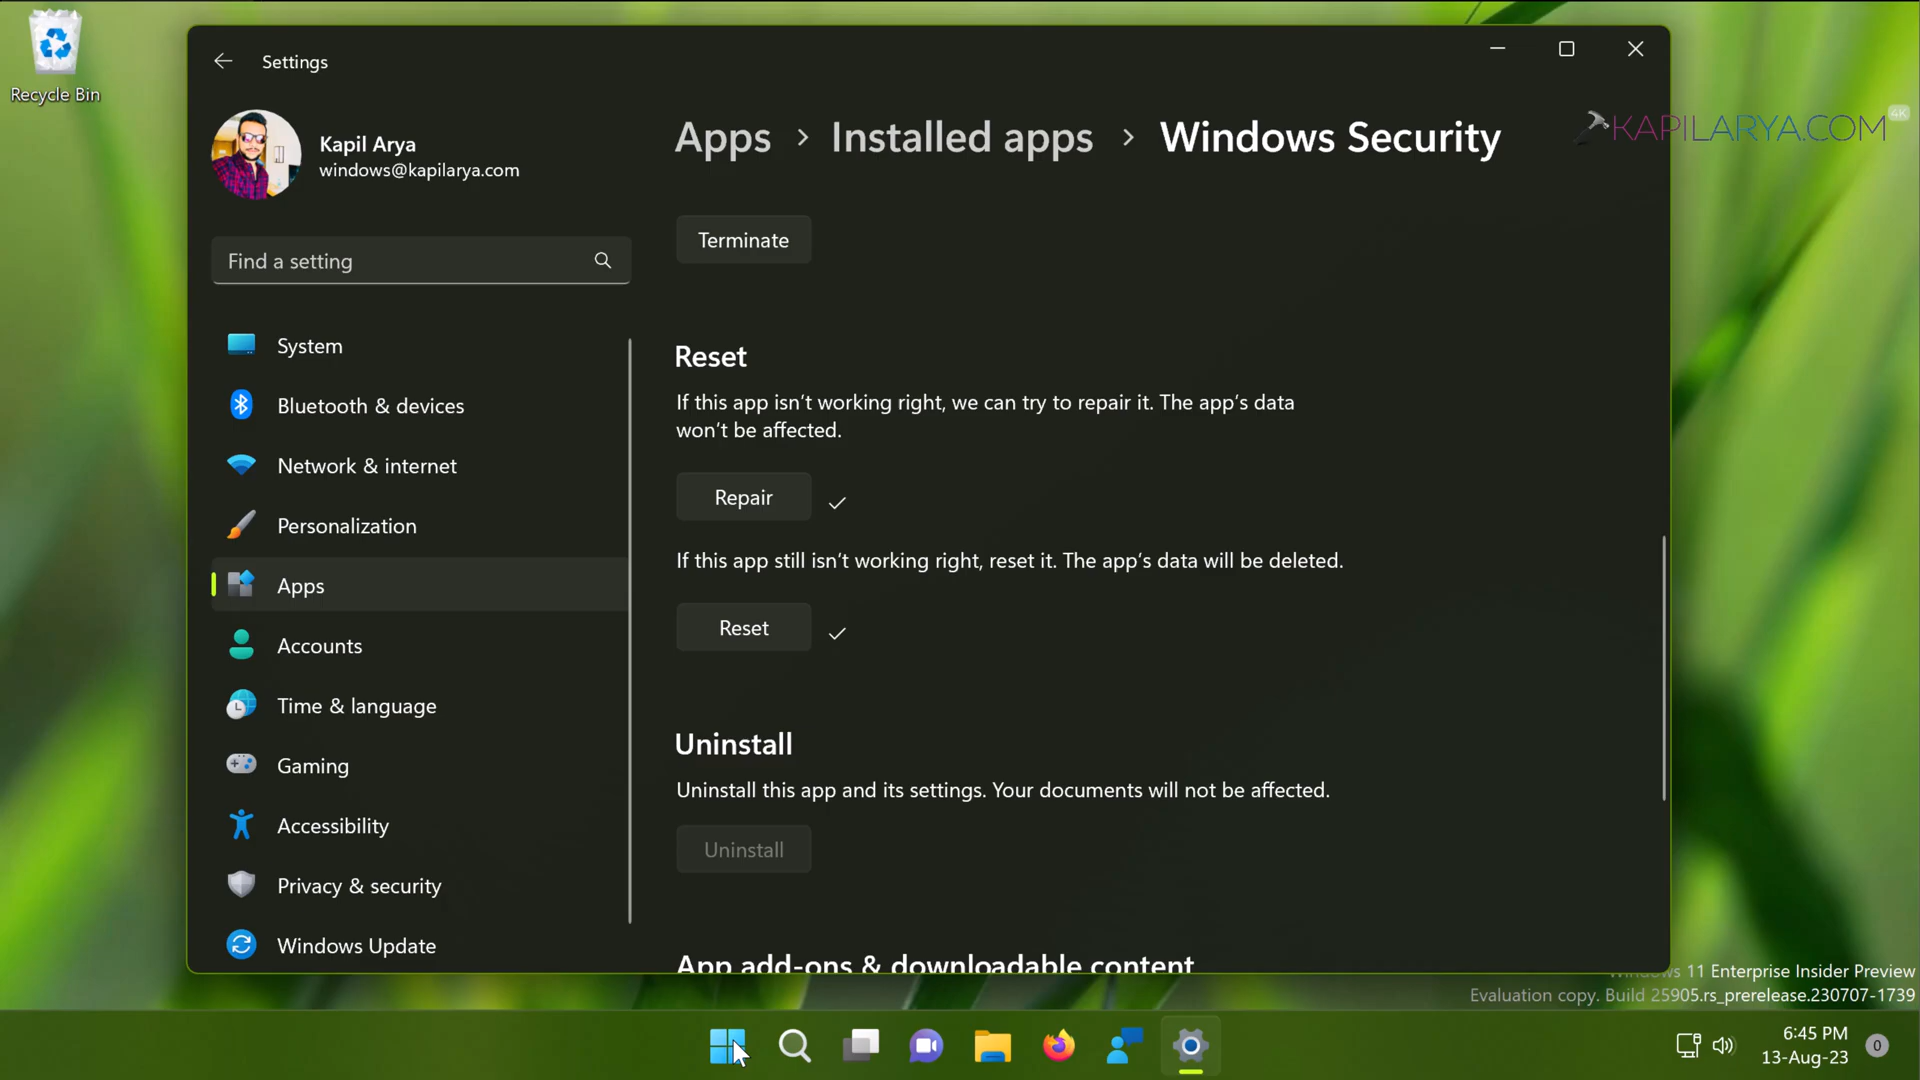 Recycle Bin
Settings
Kapil Arya
windows@kapilarya.com
Find a setting
System
Bluetooth & devices
Network & internet
Personalization
Apps
Accounts
Time & language
Gaming
Accessibility
Privacy & security
Windows Update
Apps > Installed apps > Windows Security
KAPILARYA.COM
4K
Terminate
Reset
If this app isn't working right, we can try to repair it. The app's data
won't be affected.
Repair
If this app still isn't working right, reset it. The app's data will be deleted.
Reset
Uninstall
Uninstall this app and its settings. Your documents will not be affected.
Uninstall
App add-ons & downloadable content
Windows 11 Enterprise Insider Preview
Evaluation copy. Build 25905.rs_prerelease.230707-1739
6:45 PM
13-Aug-23
0